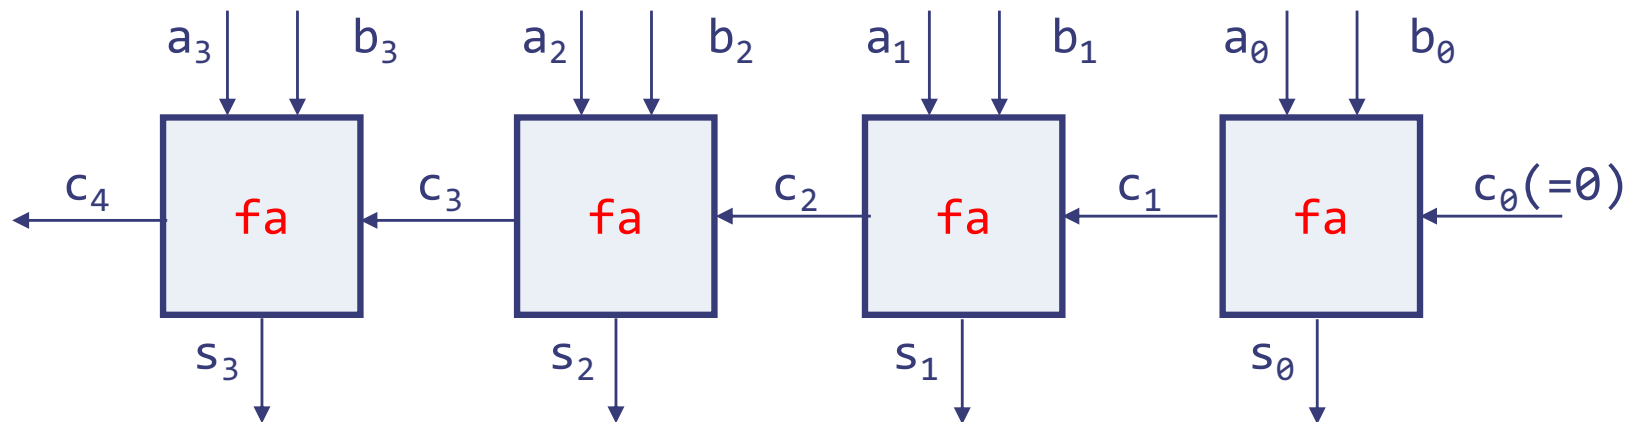 a₃ b₃ a₂ b₂ a₁ b₁ a₀ b₀
c₄ fa c₃ fa c₂ fa c₁ fa c₀(=0)
s₃ s₂ s₁ s₀